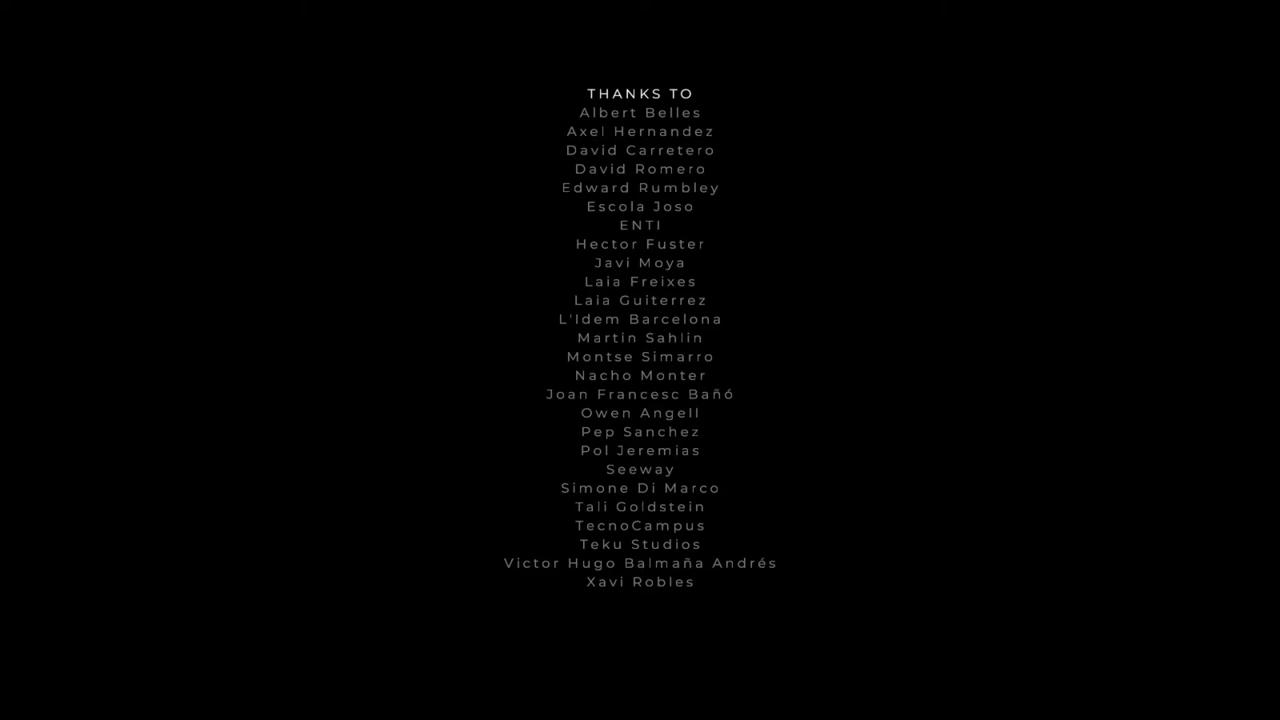 THANKS TO
Albert Belles
Axel Hernandez
David Carretero
David Romero
Edward Rumbley
Escola Joso
ENTI
Hector Fuster
Javi Moya
Laia Freixes
Laia Guiterrez
L'Idem Barcelona
Martin Sahlin
Montse Simarro
Nacho Monter
Joan Francesc Bañó
Owen Angell
Pep Sanchez
Pol Jeremias
Seeway
Simone Di Marco
Tali Goldstein
TecnoCampus
Teku Studios
Victor Hugo Balmaña Andrés
Xavi Robles